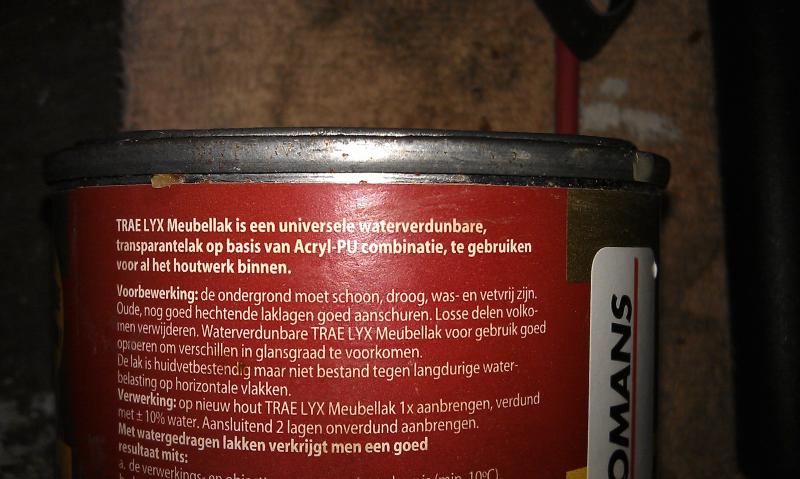 TRAE LYX Meubellak is een universele waterverdunbare,
transparantelak op basis van Acryl-PU combinatie, te gebruiken
voor al het houtwerk binnen.
Voorbewerking: de ondergrond moet schoon, droog, was- en vetvrij zijn.
Oude, nog goed hechtende laklagen goed aanschuren. Losse delen volko-
men verwijderen. Waterverdunbare TRAE LYX Meubellak voor gebruik goed
oproeren om verschillen in glansgraad te voorkomen.
De lak is huidvetbestendig maar niet bestand tegen langdurige water-
belasting op horizontale vlakken.
Verwerking: op nieuw hout TRAE LYX Meubellak 1x aanbrengen, verdund
met ± 10% water. Aansluitend 2 lagen onverdund aanbrengen.
Met watergedragen lakken verkrijgt men een goed
resultaat mits:
a. de verwerkings- en (min. 10°C)
OMANS